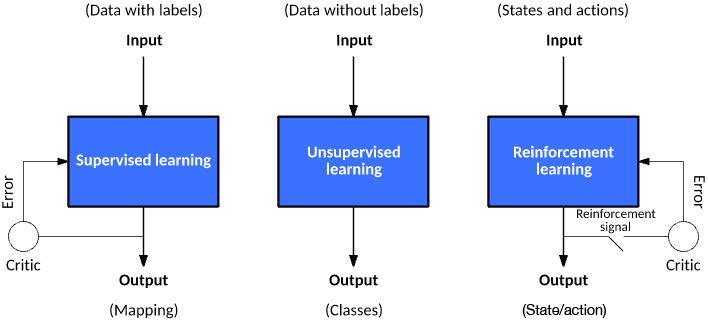 (Data with labels)
Input
Supervised learning
Error
Critic
Output
(Mapping)
(Data without labels)
Input
Unsupervised
learning
Output
(Classes)
(States and actions)
Input
Reinforcement
learning
Error
Reinforcement
signal
Critic
Output
(State/action)